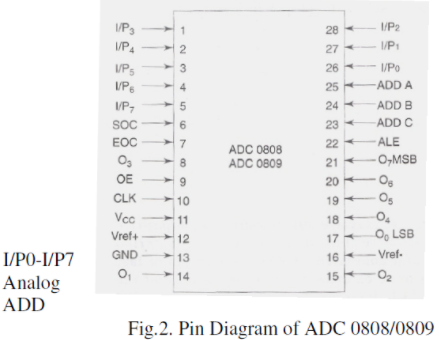 I/P3 1 28 I/P2
I/P4 2 27 I/P1
I/P5 3 26 I/P0
I/P6 4 25 ADD A
I/P7 5 24 ADD B
SOC 6 23 ADD C
EOC 7 22 ALE
O3 8 21 O7MSB
OE 9 20 O6
CLK 10 19 O5
VCC 11 18 O4
Vref+ 12 17 O0 LSB
GND 13 16 Vref-
O1 14 15 O2
ADC 0808
ADC 0809
I/P0-I/P7
Analog
ADD
Fig.2. Pin Diagram of ADC 0808/0809